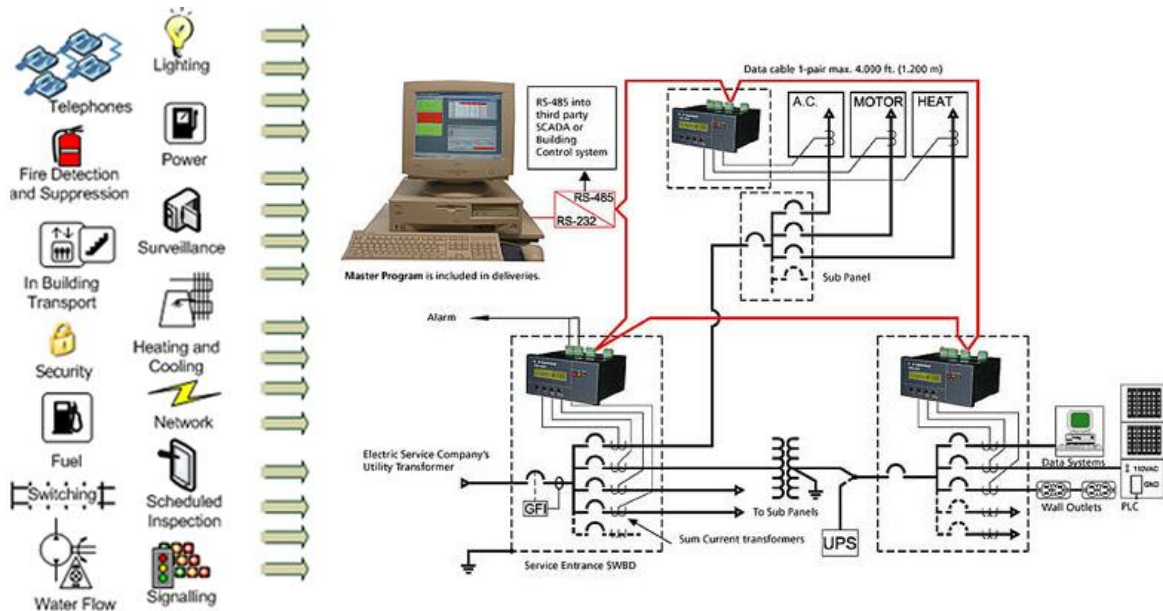 Telephones
Lighting
Fire Detection
and Suppression
Power
In Building
Transport
Surveillance
Security
Heating and
Cooling
Fuel
Network
Switching
Scheduled
Inspection
Water Flow
Signalling
RS-485 into
third party
SCADA or
Building
Control system
RS-485
RS-232
Master Program is included in deliveries.
Data cable 1-pair max. 4.000 ft. (1.200 m)
A.C.
MOTOR
HEAT
Sub Panel
Alarm
Electric Service Company's
Utility Transformer
GFI
To Sub Panels
Sum Current transformers
Service Entrance SWBD
UPS
Data Systems
Wall Outlets
110VAC
GND
PLC